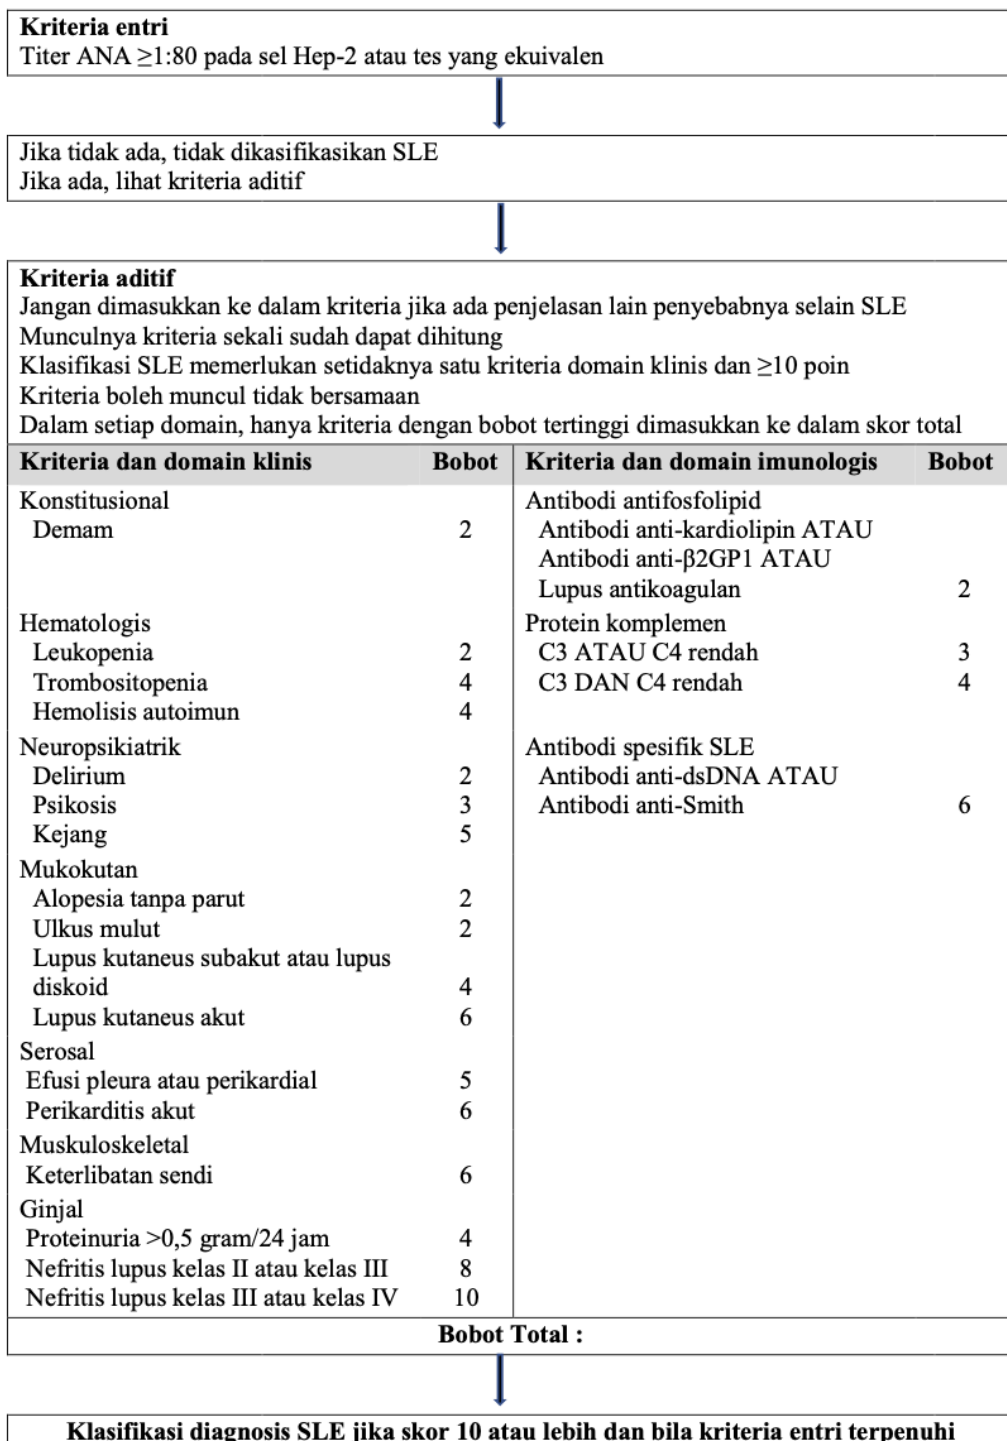 Kriteria entri
Titer ANA ≥1:80 pada sel Hep-2 atau tes yang ekuivalen
Jika tidak ada, tidak dikasifikasikan SLE
Jika ada, lihat kriteria aditif
Kriteria aditif
Jangan dimasukkan ke dalam kriteria jika ada penjelasan lain penyebabnya selain SLE
Munculnya kriteria sekali sudah dapat dihitung
Klasifikasi SLE memerlukan setidaknya satu kriteria domain klinis dan ≥10 poin
Kriteria boleh muncul tidak bersamaan
Dalam setiap domain, hanya kriteria dengan bobot tertinggi dimasukkan ke dalam skor total
Kriteria dan domain klinis Bobot
Konstitusional
Demam 2
Hematologis
Leukopenia 2
Trombositopenia 4
Hemolisis autoimun 4
Neuropsikiatrik
Delirium 2
Psikosis 3
Kejang 5
Mukokutan
Alopesia tanpa parut 2
Ulkus mulut 2
Lupus kutaneus subakut atau lupus
diskoid 4
Lupus kutaneus akut 6
Serosal
Efusi pleura atau perikardial 5
Perikarditis akut 6
Muskuloskeletal
Keterlibatan sendi 6
Ginjal
Proteinuria >0,5 gram/24 jam 4
Nefritis lupus kelas II atau kelas III 8
Nefritis lupus kelas III atau kelas IV 10
Kriteria dan domain imunologis Bobot
Antibodi antifosfolipid
Antibodi anti-kardiolipin ATAU
Antibodi anti-β2GP1 ATAU
Lupus antikoagulan 2
Protein komplemen
C3 ATAU C4 rendah 3
C3 DAN C4 rendah 4
Antibodi spesifik SLE
Antibodi anti-dsDNA ATAU
Antibodi anti-Smith 6
Bobot Total :
Klasifikasi diagnosis SLE jika skor 10 atau lebih dan bila kriteria entri terpenuhi